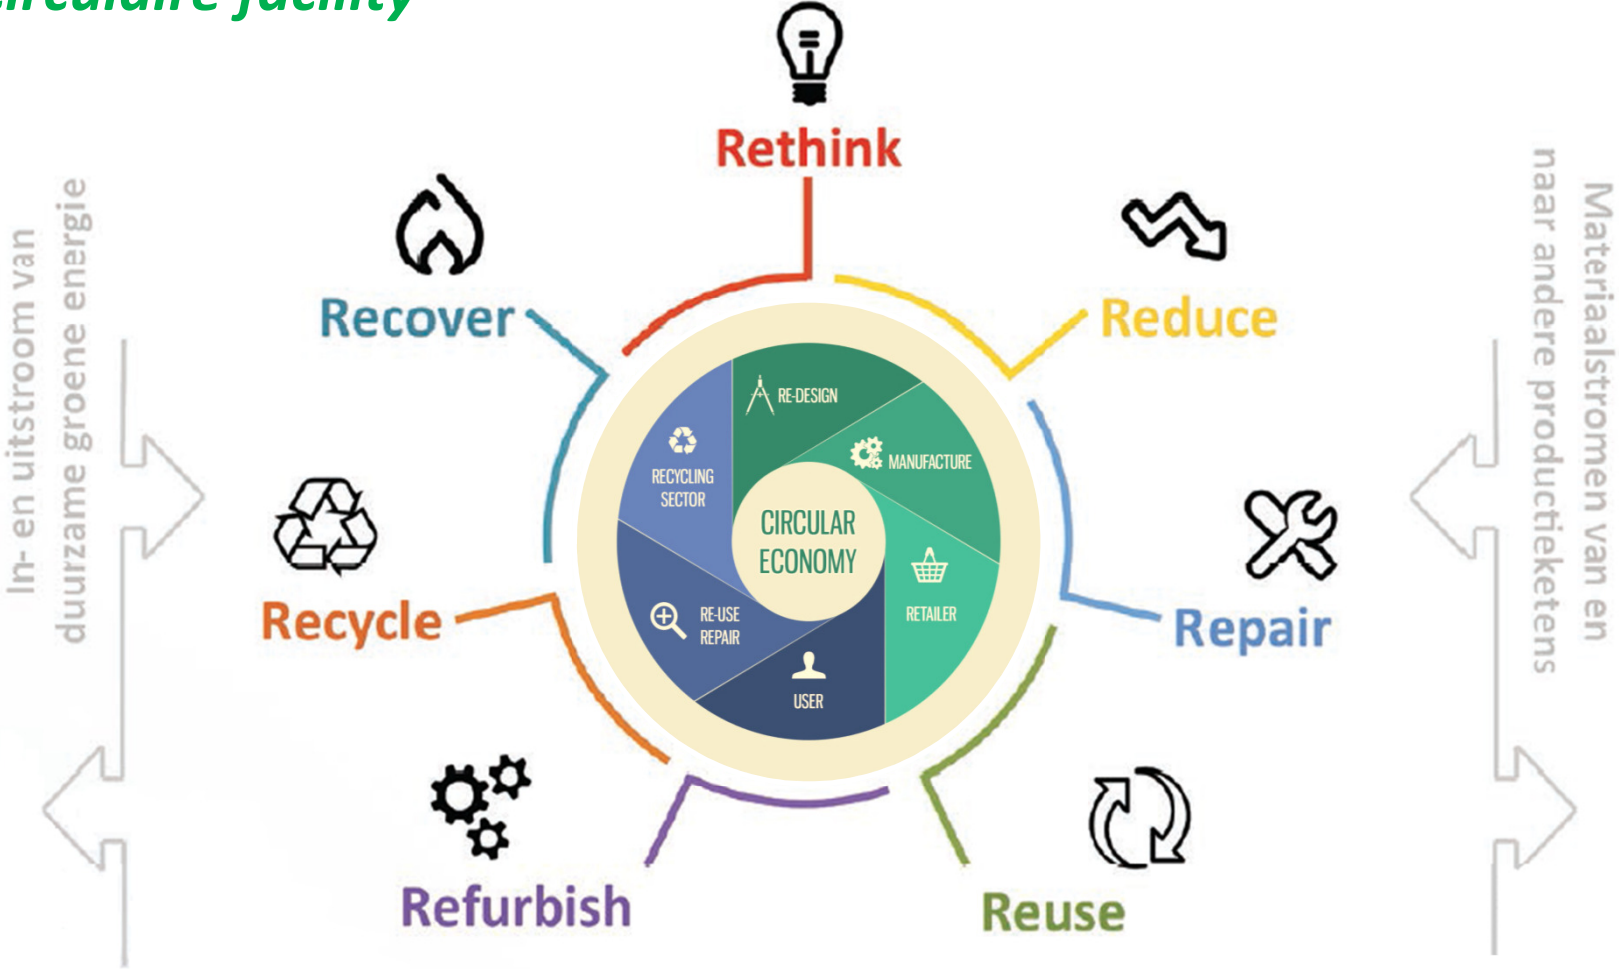 facility
Rethink
Recover
Reduce
In- en uitstroom van
duurzame groene energie
Materiaalstromen van en
naar andere productieketens
RE-DESIGN
MANUFACTURE
RECYCLING
SECTOR
CIRCULAR
ECONOMY
RE-USE
REPAIR
RETAILER
USER
Recycle
Repair
Refurbish
Reuse